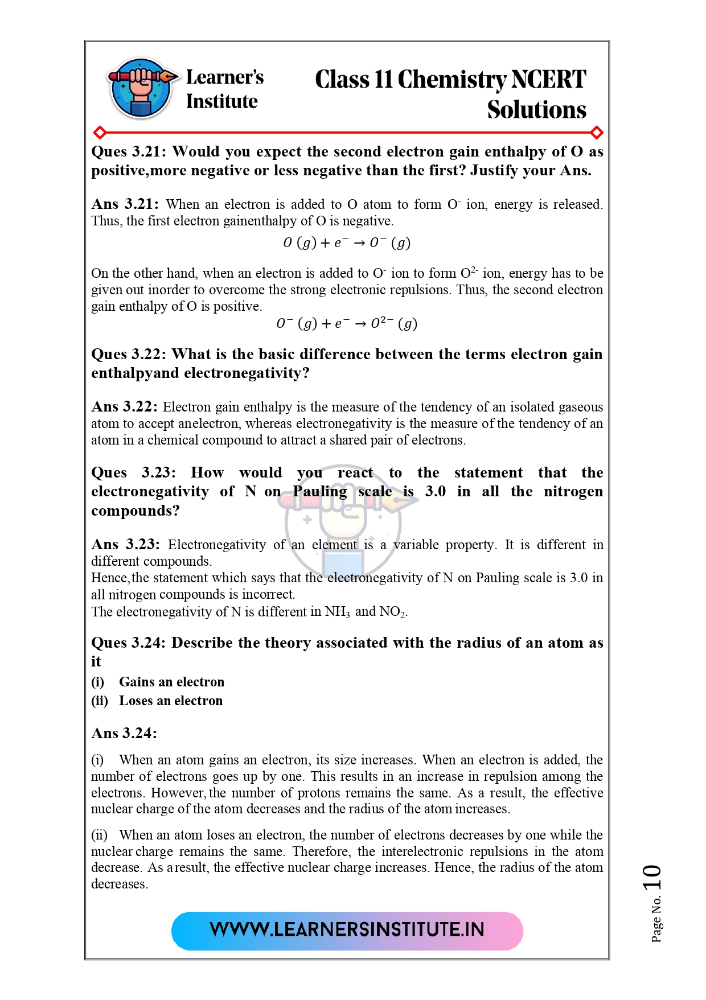 Learner's
Institute
Class 11 Chemistry NCERT
Solutions
Ques 3.21: Would you expect the second electron gain enthalpy of O as
positive,more negative or less negative than the first? Justify your Ans.
Ans 3.21: When an electron is added to O atom to form O⁻ ion, energy is released.
Thus, the first electron gainenthalpy of O is negative.
O (g) + e⁻ → O⁻ (g)
On the other hand, when an electron is added to O⁻ ion to form O²⁻ ion, energy has to be
given out inorder to overcome the strong electronic repulsions. Thus, the second electron
gain enthalpy of O is positive.
O⁻ (g) + e⁻ → O²⁻ (g)
Ques 3.22: What is the basic difference between the terms electron gain
enthalpyand electronegativity?
Ans 3.22: Electron gain enthalpy is the measure of the tendency of an isolated gaseous
atom to accept anelectron, whereas electronegativity is the measure of the tendency of an
atom in a chemical compound to attract a shared pair of electrons.
Ques 3.23: How would you react to the statement that the
electronegativity of N on Pauling scale is 3.0 in all the nitrogen
compounds?
Ans 3.23: Electronegativity of an element is a variable property. It is different in
different compounds.
Hence,the statement which says that the electronegativity of N on Pauling scale is 3.0 in
all nitrogen compounds is incorrect.
The electronegativity of N is different in NH₃ and NO₂.
Ques 3.24: Describe the theory associated with the radius of an atom as
it
(i) Gains an electron
(ii) Loses an electron
Ans 3.24:
(i) When an atom gains an electron, its size increases. When an electron is added, the
number of electrons goes up by one. This results in an increase in repulsion among the
electrons. However, the number of protons remains the same. As a result, the effective
nuclear charge of the atom decreases and the radius of the atom increases.
(ii) When an atom loses an electron, the number of electrons decreases by one while the
nuclear charge remains the same. Therefore, the interelectronic repulsions in the atom
decrease. As a result, the effective nuclear charge increases. Hence, the radius of the atom
decreases.
WWW.LEARNERSINSTITUTE.IN
Page No. 10